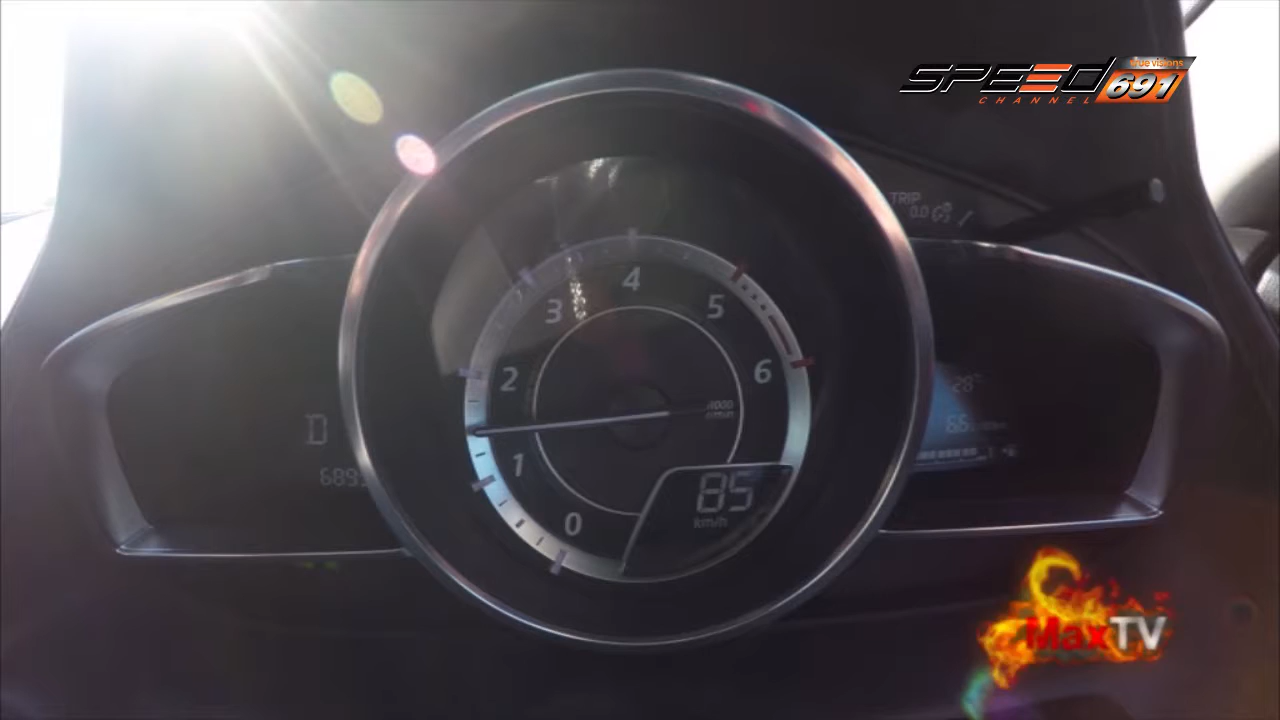 true visions
SPEED
691
CHANNEL
TRIP
0.0
4
3
5
2
6
28°
1000
D
1
85
km/h
0
MaxTV